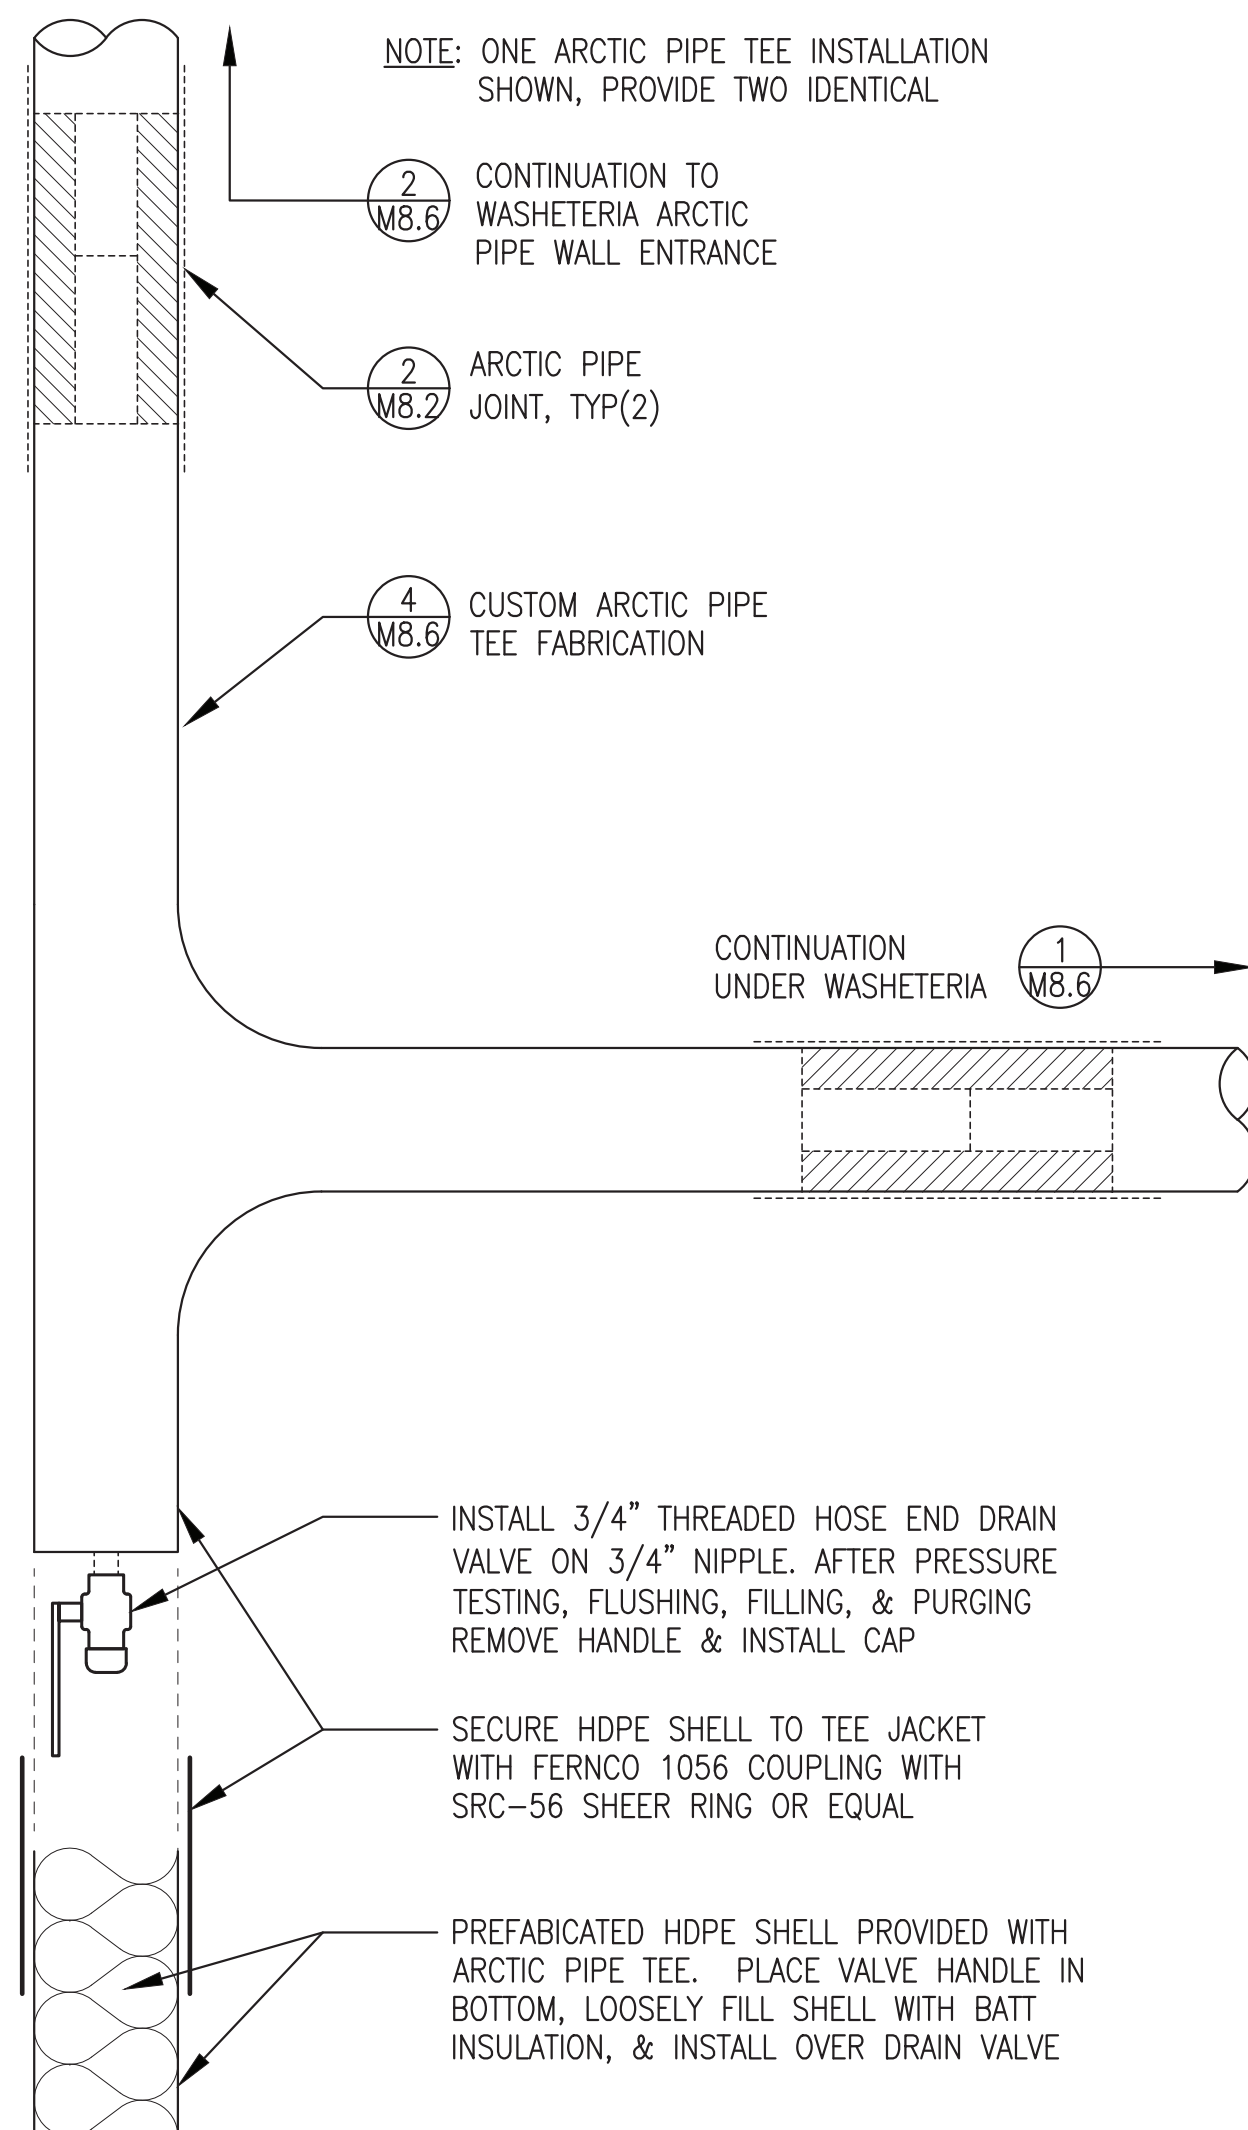 NOTE: ONE ARCTIC PIPE TEE INSTALLATION
SHOWN, PROVIDE TWO IDENTICAL
2
M8.6
CONTINUATION TO
WASHETERIA ARCTIC
PIPE WALL ENTRANCE
2
M8.2
ARCTIC PIPE
JOINT, TYP(2)
4
M8.6
CUSTOM ARCTIC PIPE
TEE FABRICATION
CONTINUATION
UNDER WASHETERIA
1
M8.6
INSTALL 3/4" THREADED HOSE END DRAIN
VALVE ON 3/4" NIPPLE. AFTER PRESSURE
TESTING, FLUSHING, FILLING, & PURGING
REMOVE HANDLE & INSTALL CAP
SECURE HDPE SHELL TO TEE JACKET
WITH FERNCO 1056 COUPLING WITH
SRC-56 SHEER RING OR EQUAL
PREFABICATED HDPE SHELL PROVIDED WITH
ARCTIC PIPE TEE. PLACE VALVE HANDLE IN
BOTTOM, LOOSELY FILL SHELL WITH BATT
INSULATION, & INSTALL OVER DRAIN VALVE